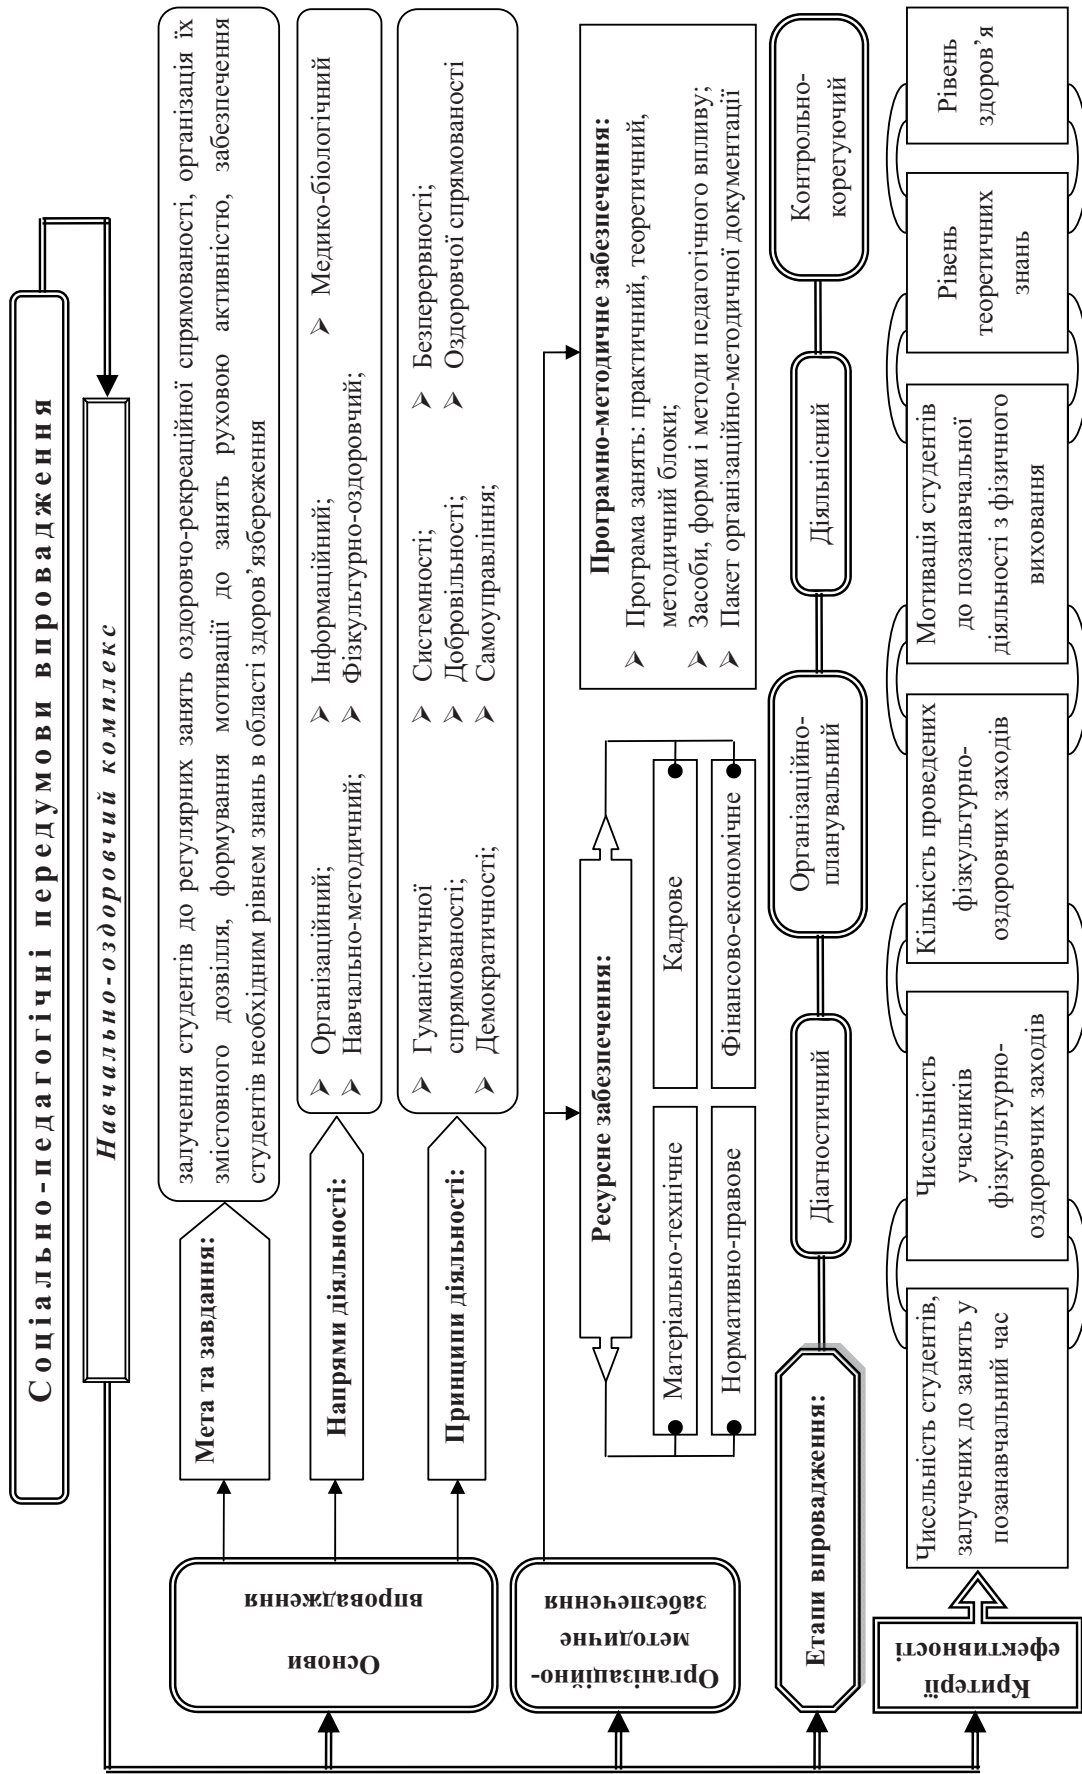 Соціально-педагогічні передумови впровадження
Навчально-оздоровчий комплекс
Основи
впровадження
Мета та завдання:
залучення студентів до регулярних занять оздоровчо-рекреаційної спрямованості, організація їх
змістовного дозвілля, формування мотивації до занять руховою активністю, забезпечення
студентів необхідним рівнем знань в області здоров’язбереження
Напрями діяльності:
➢ Організаційний;
➢ Навчально-методичний;
➢ Інформаційний;
➢ Фізкультурно-оздоровчий;
➢ Медико-біологічний
Принципи діяльності:
➢ Гуманістичної
спрямованості;
➢ Демократичності;
➢ Системності;
➢ Добровільності;
➢ Самоуправління;
➢ Безперервності;
➢ Оздоровчої спрямованості
Організаційно-
методичне
забезпечення
Ресурсне забезпечення:
Матеріально-технічне
Кадрове
Нормативно-правове
Фінансово-економічне
Програмно-методичне забезпечення:
➢ Програма занять: практичний, теоретичний,
методичний блоки;
➢ Засоби, форми і методи педагогічного впливу;
➢ Пакет організаційно-методичної документації
Етапи впровадження:
Діагностичний
Організаційно-
планувальний
Діяльнісний
Контрольно-
корегуючий
Критерії
ефективності
Чисельність студентів,
залучених до занять у
позанавчальний час
Чисельність
учасників
фізкультурно-
оздоровчих заходів
Кількість проведених
фізкультурно-
оздоровчих заходів
Мотивація студентів
до позанавчальної
діяльності з фізичного
виховання
Рівень
теоретичних
знань
Рівень
здоров’я